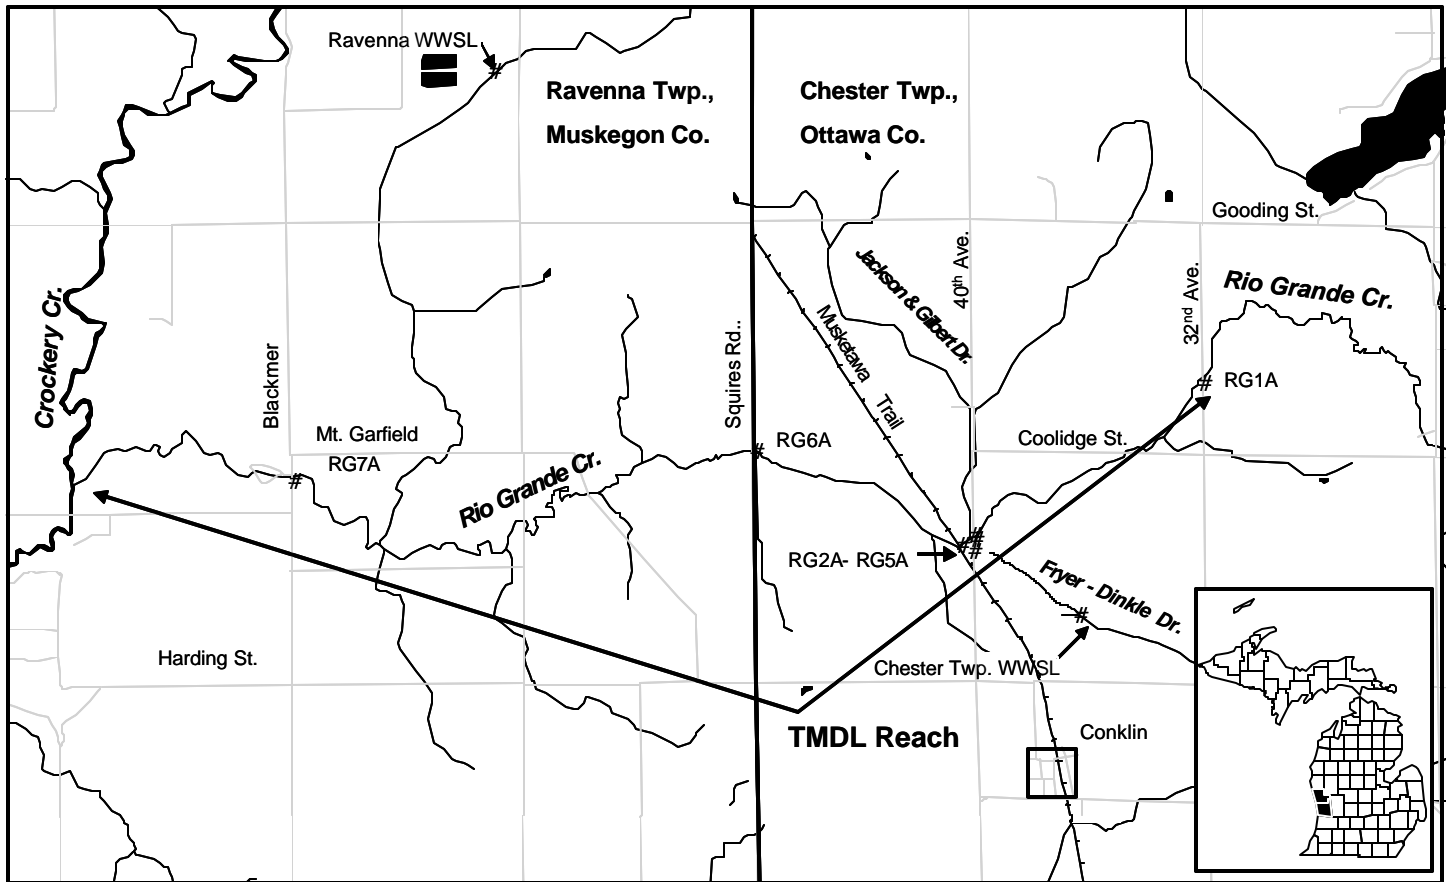 Ravenna WWSL
Ravenna Twp.,
Muskegon Co.
Chester Twp.,
Ottawa Co.
Gooding St.
Jackson & Gilbert Dr.
40th Ave.
32nd Ave.
Rio Grande Cr.
Crockery Cr.
Blackmer
Squires Rd..
Musketawa
Trail
RG1A
Mt. Garfield
RG7A
RG6A
Coolidge St.
Rio Grande Cr.
RG2A- RG5A
Fryer - Dinkle Dr.
Harding St.
Chester Twp. WWSL
TMDL Reach
Conklin